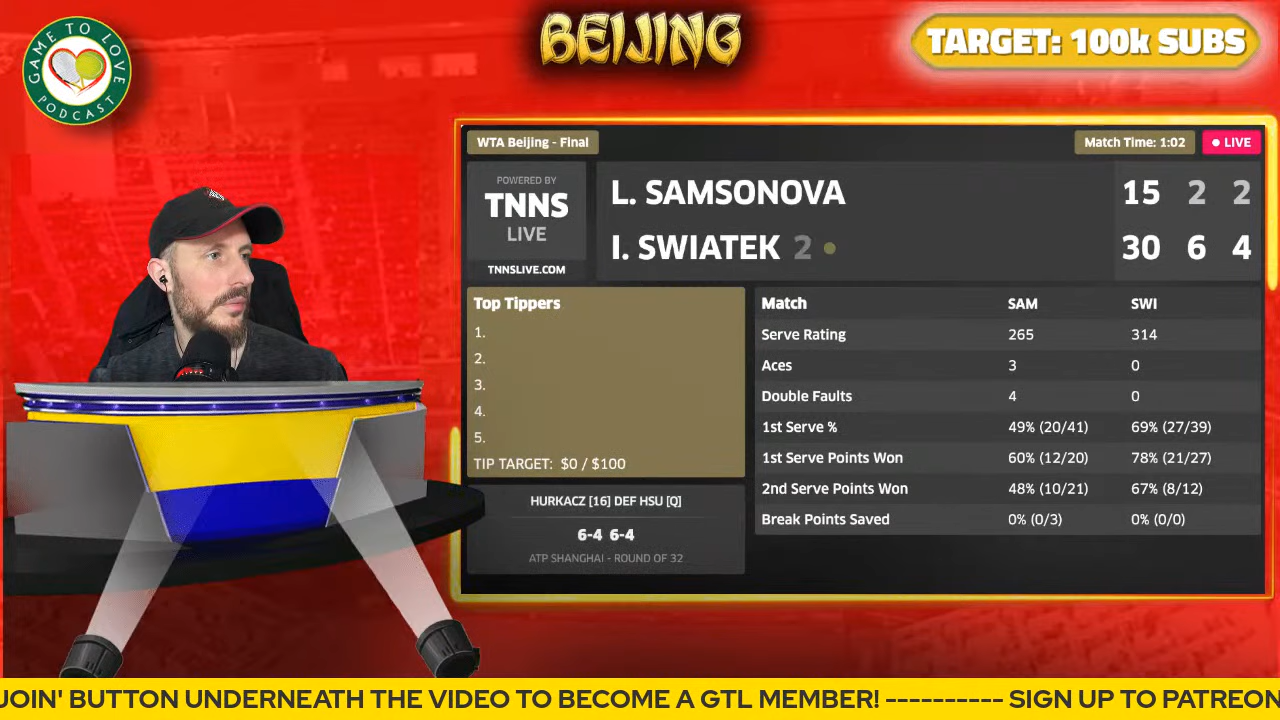 GAME TO LOVE
PODCAST
BEIJING
TARGET: 100k SUBS
WTA Beijing - Final
Match Time: 1:02
LIVE
POWERED BY
TNNS
LIVE
TNNSLIVE.COM
L. SAMSONOVA 15 2 2
I. SWIATEK 2 30 6 4
Top Tippers
1.
2.
3.
4.
5.
TIP TARGET: $0 / $100
HURKACZ [16] DEF HSU [Q]
6-4 6-4
ATP SHANGHAI - ROUND OF 32
Match SAM SWI
Serve Rating 265 314
Aces 3 0
Double Faults 4 0
1st Serve % 49% (20/41) 69% (27/39)
1st Serve Points Won 60% (12/20) 78% (21/27)
2nd Serve Points Won 48% (10/21) 67% (8/12)
Break Points Saved 0% (0/3) 0% (0/0)
JOIN' BUTTON UNDERNEATH THE VIDEO TO BECOME A GTL MEMBER! ---------- SIGN UP TO PATREON